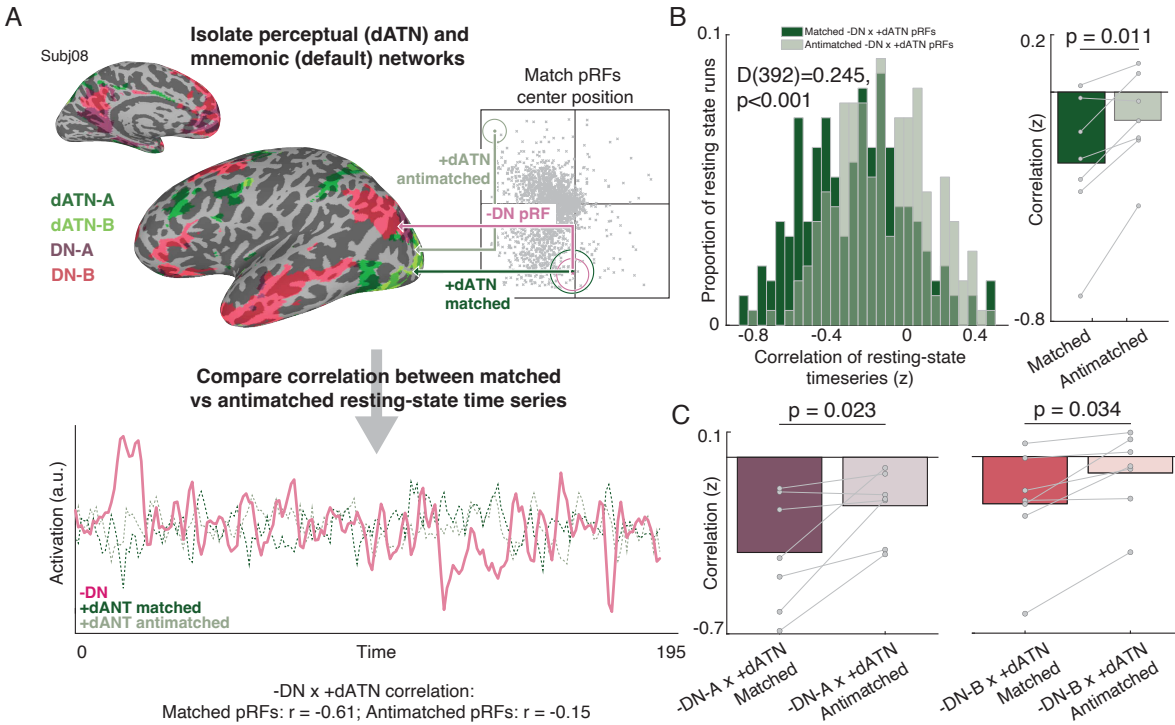 A
Isolate perceptual (dATN) and
mnemonic (default) networks
Subj08
Match pRFs
center position
+dATN
antimatched
-DN pRF
+dATN
matched
dATN-A
dATN-B
DN-A
DN-B
Compare correlation between matched
vs antimatched resting-state time series
Activation (a.u.)
-DN
+dANT matched
+dANT antimatched
0
Time
195
-DN x +dATN correlation:
Matched pRFs: r = -0.61; Antimatched pRFs: r = -0.15
B
Matched -DN x +dATN pRFs
Antimatched -DN x +dATN pRFs
D(392)=0.245,
p<0.001
Proportion of resting state runs
0.1
0
-0.8
-0.4
0
0.4
Correlation of resting-state
timeseries (z)
p = 0.011
Correlation (z)
0.2
-0.8
Matched
Antimatched
C
p = 0.023
Correlation (z)
0.1
-0.7
-DN-A x +dATN
Matched
-DN-A x +dATN
Antimatched
p = 0.034
-DN-B x +dATN
Matched
-DN-B x +dATN
Antimatched